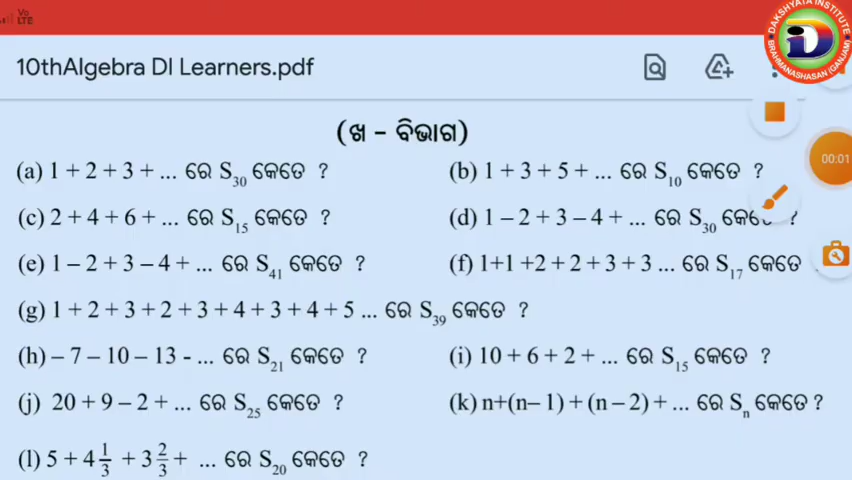 Vo
LTE
DAKSHYATA INSTITUTE
BRAHMANASHASAN (GANJAM)
10thAlgebra DI Learners.pdf
00:01
(ଖ - ବିଭାଗ)
(a) 1 + 2 + 3 + ... ରେ S₃₀ କେତେ ? (b) 1 + 3 + 5 + ... ରେ S₁₀ କେତେ ?
(c) 2 + 4 + 6 + ... ରେ S₁₅ କେତେ ? (d) 1 – 2 + 3 – 4 + ... ରେ S₃₀ କେତେ ?
(e) 1 – 2 + 3 – 4 + ... ରେ S₄₁ କେତେ ? (f) 1+1 +2 + 2 + 3 + 3 ... ରେ S₁₇ କେତେ
(g) 1 + 2 + 3 + 2 + 3 + 4 + 3 + 4 + 5 ... ରେ S₃₉ କେତେ ?
(h) – 7 – 10 – 13 - ... ରେ S₂₁ କେତେ ? (i) 10 + 6 + 2 + ... ରେ S₁₅ କେତେ ?
(j) 20 + 9 – 2 + ... ରେ S₂₅ କେତେ ? (k) n+(n– 1) + (n – 2) + ... ରେ Sₙ କେତେ ?
(l) 5 + 4 1/3 + 3 2/3 + ... ରେ S₂₀ କେତେ ?